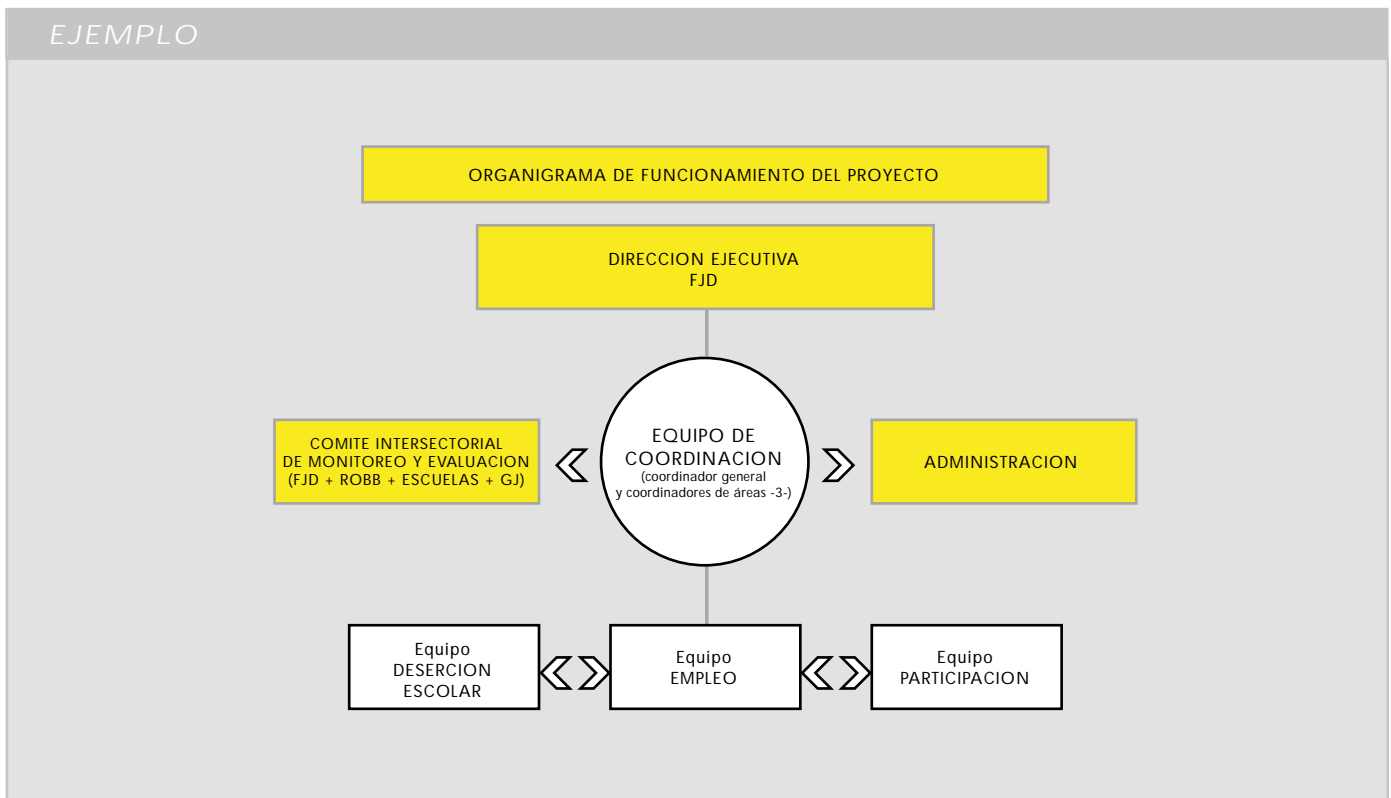 EJEMPLO
ORGANIGRAMA DE FUNCIONAMIENTO DEL PROYECTO
DIRECCION EJECUTIVA
FJD
COMITE INTERSECTORIAL
DE MONITOREO Y EVALUACION
(FJD + ROBB + ESCUELAS + GJ)
EQUIPO DE
COORDINACION
(coordinador general
y coordinadores de áreas -3-)
ADMINISTRACION
Equipo
DESERCION
ESCOLAR
Equipo
EMPLEO
Equipo
PARTICIPACION